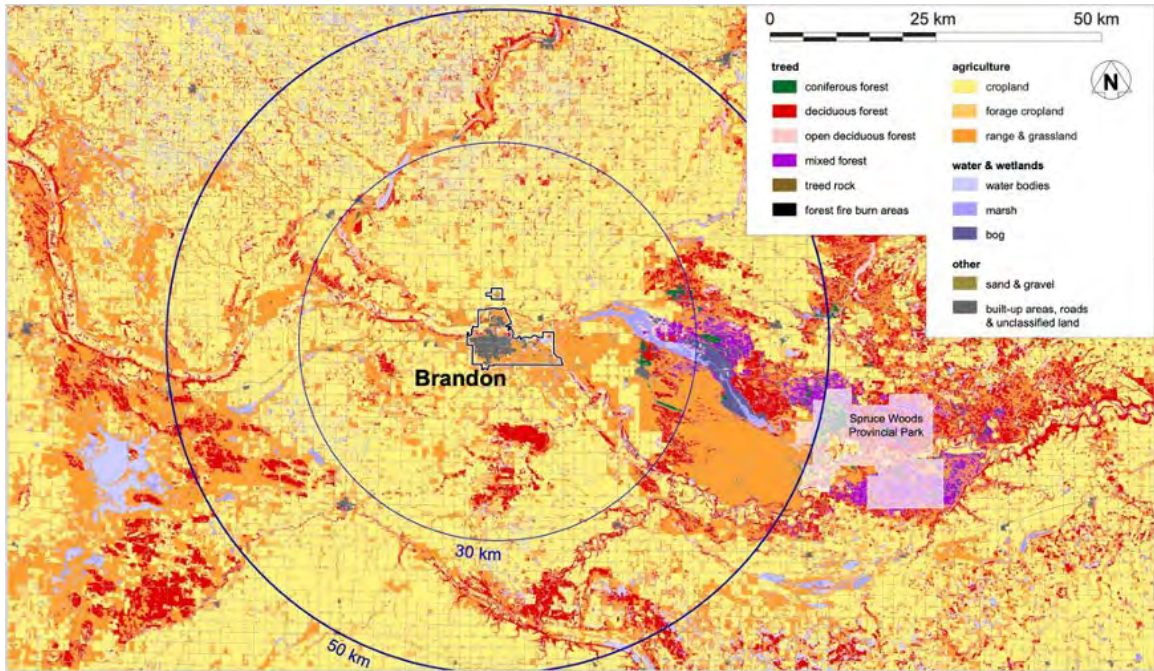 0 25 km 50 km
treed
coniferous forest
deciduous forest
open deciduous forest
mixed forest
treed rock
forest fire burn areas
agriculture
cropland
forage cropland
range & grassland
water & wetlands
water bodies
marsh
bog
other
sand & gravel
built-up areas, roads
& unclassified land
N
Brandon
Spruce Woods
Provincial Park
30 km
50 km